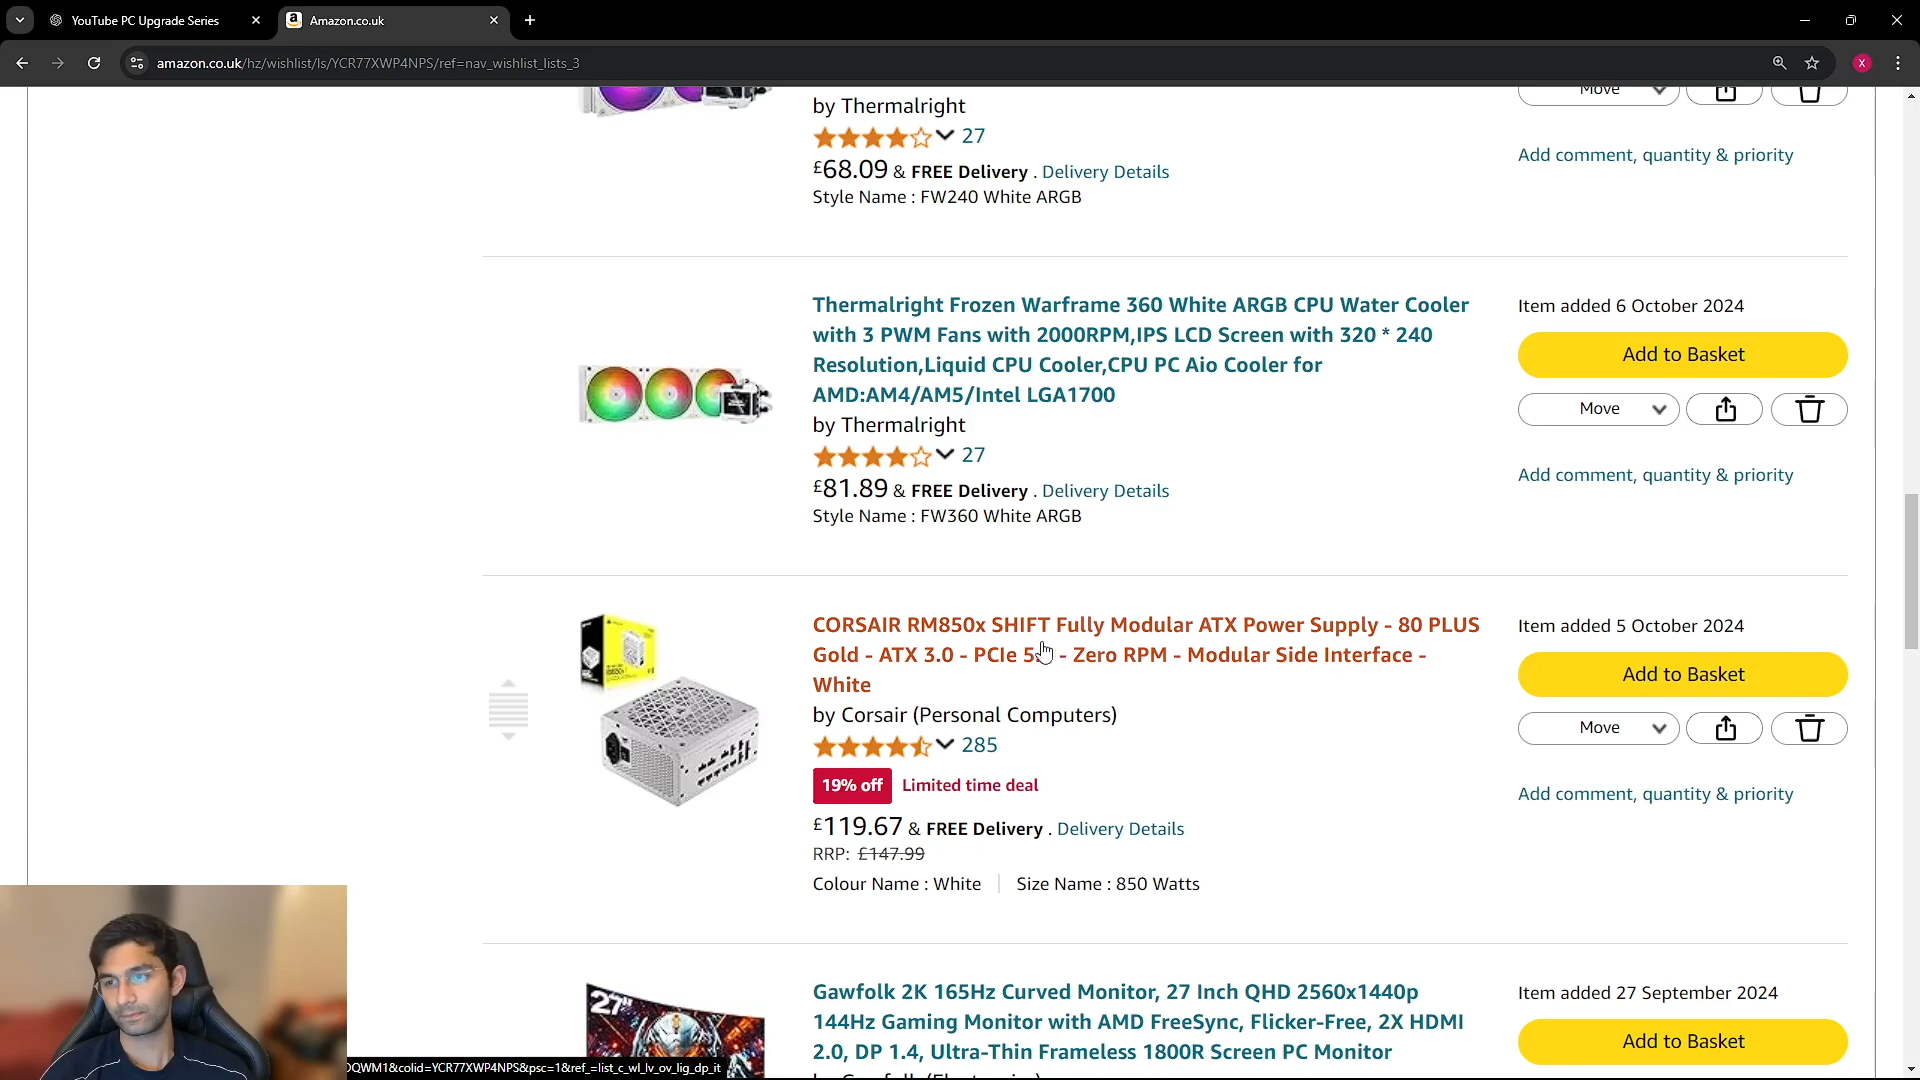 YouTube PC Upgrade Series
Amazon.co.uk
amazon.co.uk/hz/wishlist/ls/YCR77XWP4NPS/ref=nav_wishlist_lists_3
X
by Thermalright
27
£68.09 & FREE Delivery . Delivery Details
Style Name : FW240 White ARGB
Move
Add comment, quantity & priority
Thermalright Frozen Warframe 360 White ARGB CPU Water Cooler
with 3 PWM Fans with 2000RPM,IPS LCD Screen with 320 * 240
Resolution,Liquid CPU Cooler,CPU PC Aio Cooler for
AMD:AM4/AM5/Intel LGA1700
by Thermalright
27
£81.89 & FREE Delivery . Delivery Details
Style Name : FW360 White ARGB
Item added 6 October 2024
Add to Basket
Move
Add comment, quantity & priority
CORSAIR RM850x SHIFT Fully Modular ATX Power Supply - 80 PLUS
Gold - ATX 3.0 - PCIe - Zero RPM - Modular Side Interface -
White
by Corsair (Personal Computers)
285
19% off Limited time deal
£119.67 & FREE Delivery . Delivery Details
RRP: £147.99
Colour Name : White Size Name : 850 Watts
Item added 5 October 2024
Add to Basket
Move
Add comment, quantity & priority
27"
Gawfolk 2K 165Hz Curved Monitor, 27 Inch QHD 2560x1440p
144Hz Gaming Monitor with AMD FreeSync, Flicker-Free, 2X HDMI
2.0, DP 1.4, Ultra-Thin Frameless 1800R Screen PC Monitor
Item added 27 September 2024
Add to Basket
QWM1&colid=YCR77XWP4NPS&psc=1&ref_=list_c_wl_lv_ov_lig_dp_it